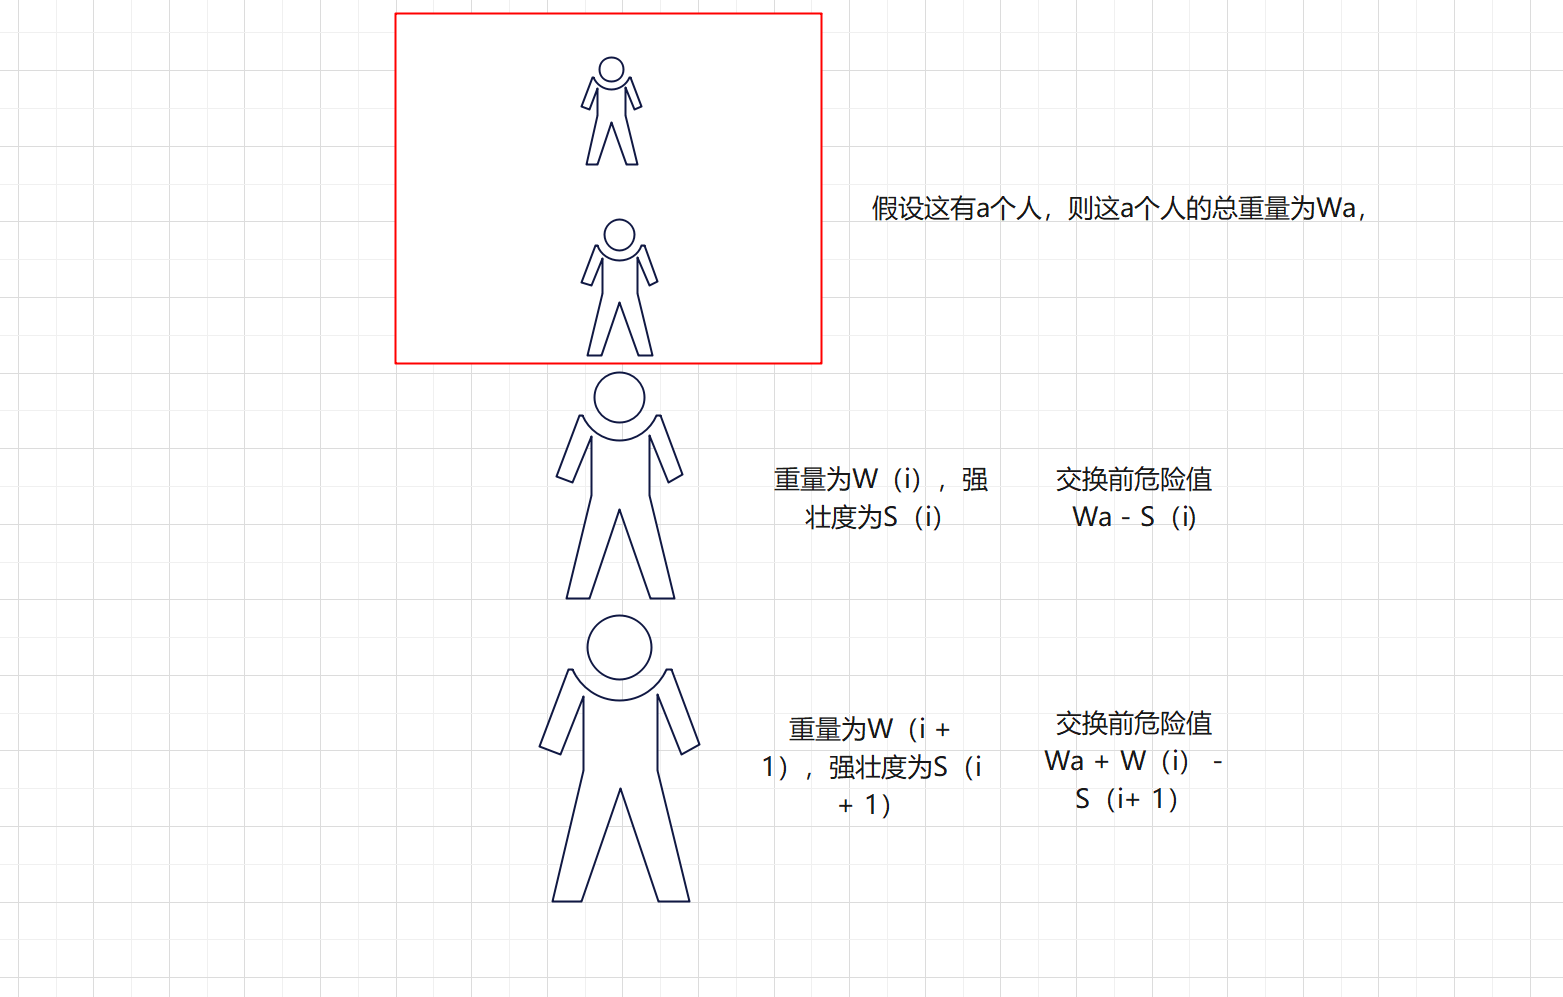 假设这有a个人，则这a个人的总重量为Wa，
重量为W（i），强
壮度为S（i）
交换前危险值
Wa - S（i)
重量为W（i +
1），强壮度为S（i
+ 1）
交换前危险值
Wa + W（i） -
S（i+ 1）